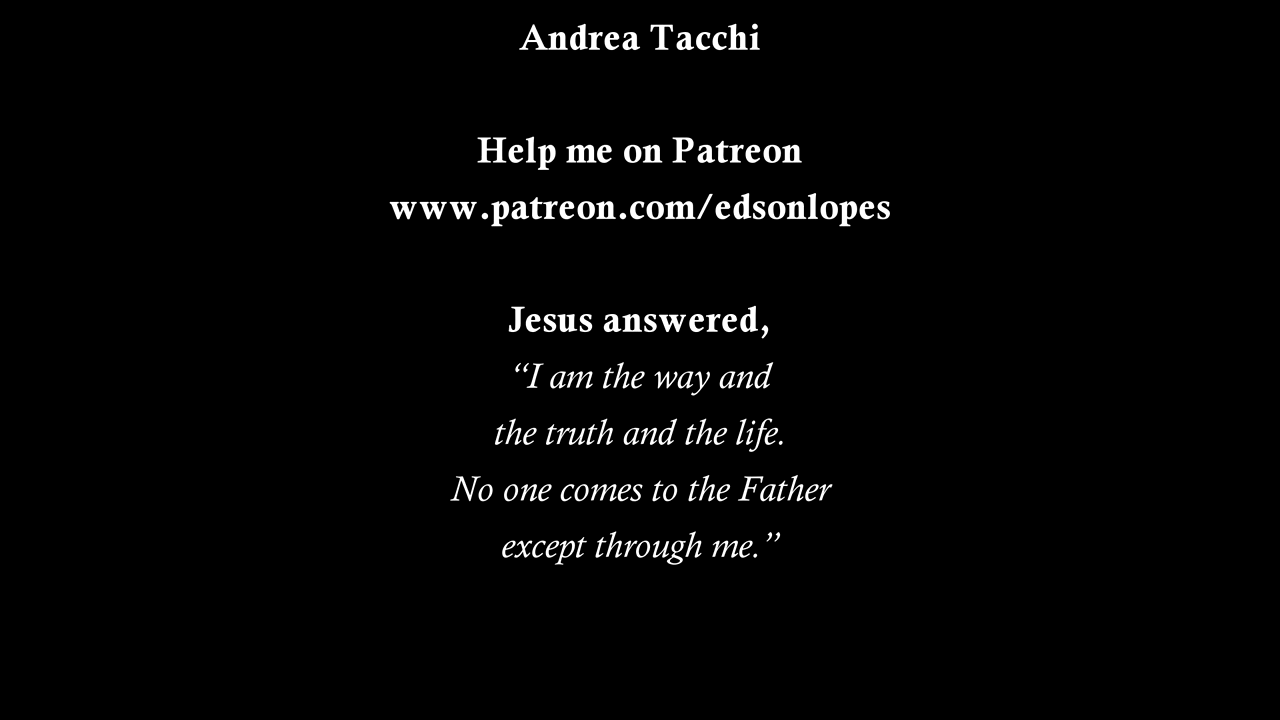 Andrea Tacchi
Help me on Patreon
www.patreon.com/edsonlopes
Jesus answered,
“I am the way and
the truth and the life.
No one comes to the Father
except through me.”